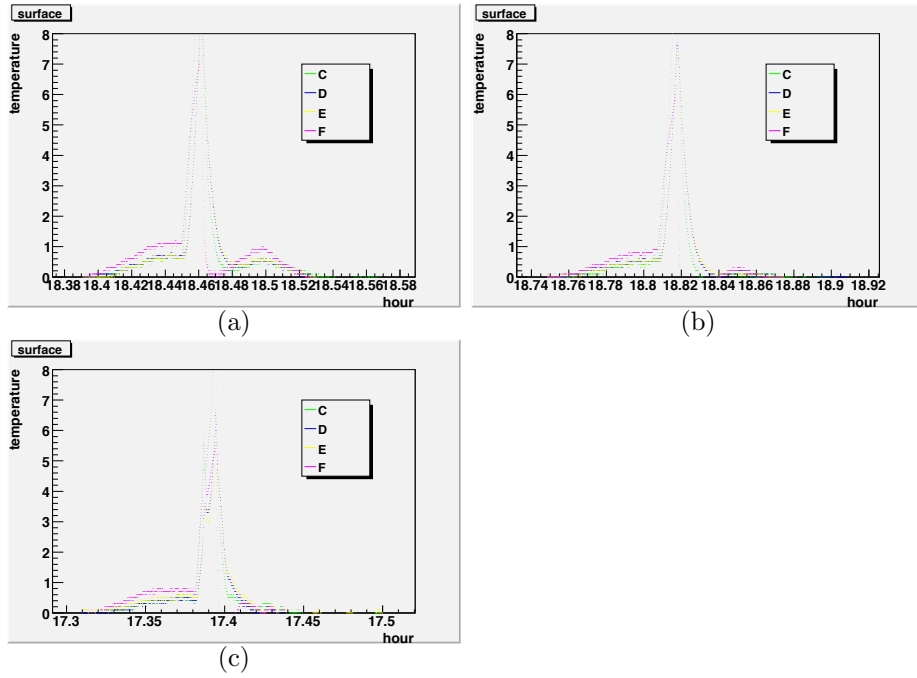 surface
temperature
8
7
6
5
4
3
2
1
0
C
D
E
F
18.38 18.4 18.42 18.44 18.46 18.48 18.5 18.52 18.54 18.56 18.58
hour
(a)
surface
temperature
8
7
6
5
4
3
2
1
0
C
D
E
F
18.74 18.76 18.78 18.8 18.82 18.84 18.86 18.88 18.9 18.92
hour
(b)
surface
temperature
8
7
6
5
4
3
2
1
0
C
D
E
F
17.3 17.35 17.4 17.45 17.5
hour
(c)